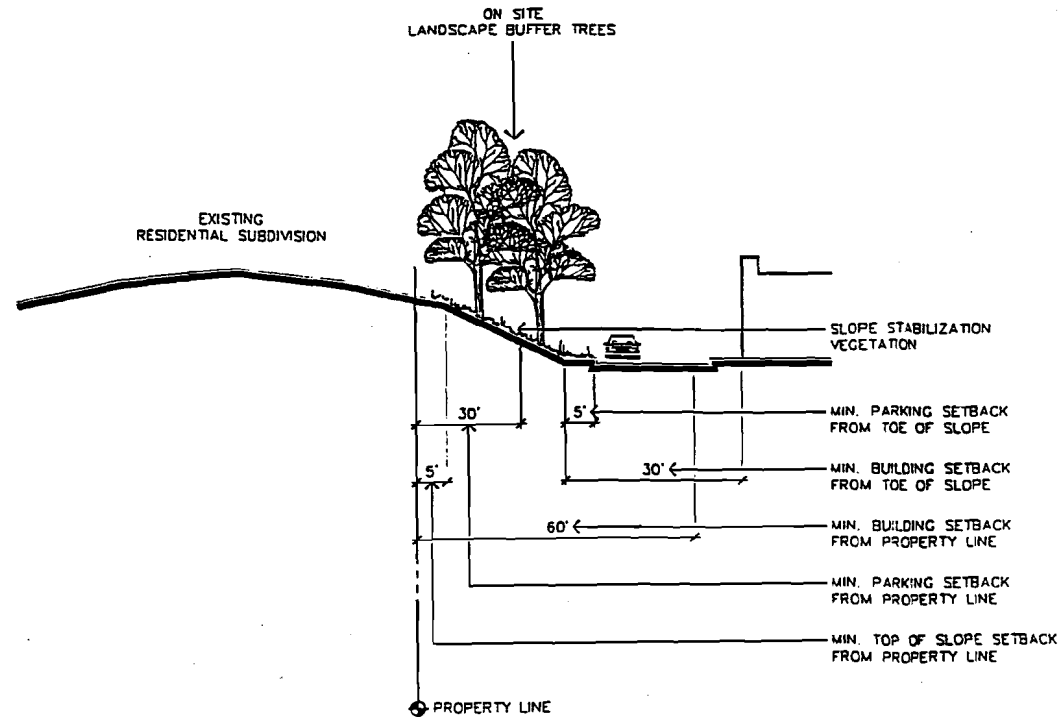 ON SITE
LANDSCAPE BUFFER TREES
EXISTING
RESIDENTIAL SUBDIVISION
SLOPE STABILIZATION
VEGETATION
30'
5'
MIN. PARKING SETBACK
FROM TOE OF SLOPE
5'
30'
MIN. BUILDING SETBACK
FROM TOE OF SLOPE
60'
MIN. BUILDING SETBACK
FROM PROPERTY LINE
MIN. PARKING SETBACK
FROM PROPERTY LINE
MIN. TOP OF SLOPE SETBACK
FROM PROPERTY LINE
PROPERTY LINE